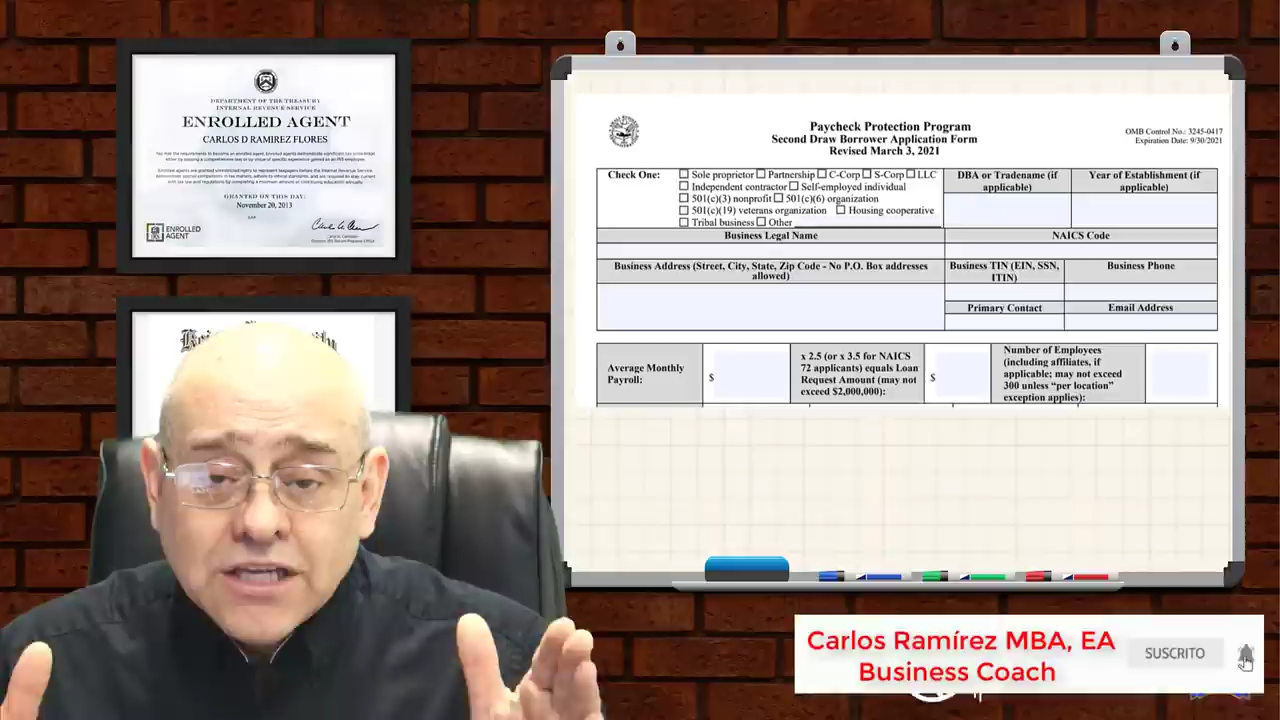 DEPARTMENT OF THE TREASURY
INTERNAL REVENUE SERVICE
ENROLLED AGENT
CARLOS D RAMIREZ FLORES
GRANTED ON THIS DAY:
November 20, 2013
ENROLLED
AGENT
Paycheck Protection Program
Second Draw Borrower Application Form
Revised March 3, 2021
OMB Control No.: 3245-0417
Expiration Date: 9/30/2021
Check One:
Sole proprietor Partnership C-Corp S-Corp LLC
Independent contractor Self-employed individual
501(c)(3) nonprofit 501(c)(6) organization
501(c)(19) veterans organization Housing cooperative
Tribal business Other
DBA or Tradename (if
applicable)
Year of Establishment (if
applicable)
Business Legal Name
NAICS Code
Business Address (Street, City, State, Zip Code - No P.O. Box addresses
allowed)
Business TIN (EIN, SSN,
ITIN)
Business Phone
Primary Contact
Email Address
Average Monthly
Payroll:
$
x 2.5 (or x 3.5 for NAICS
72 applicants) equals Loan
Request Amount (may not
exceed $2,000,000):
$
Number of Employees
(including affiliates, if
applicable; may not exceed
300 unless “per location”
exception applies):
Carlos Ramírez MBA, EA
Business Coach
SUSCRITO